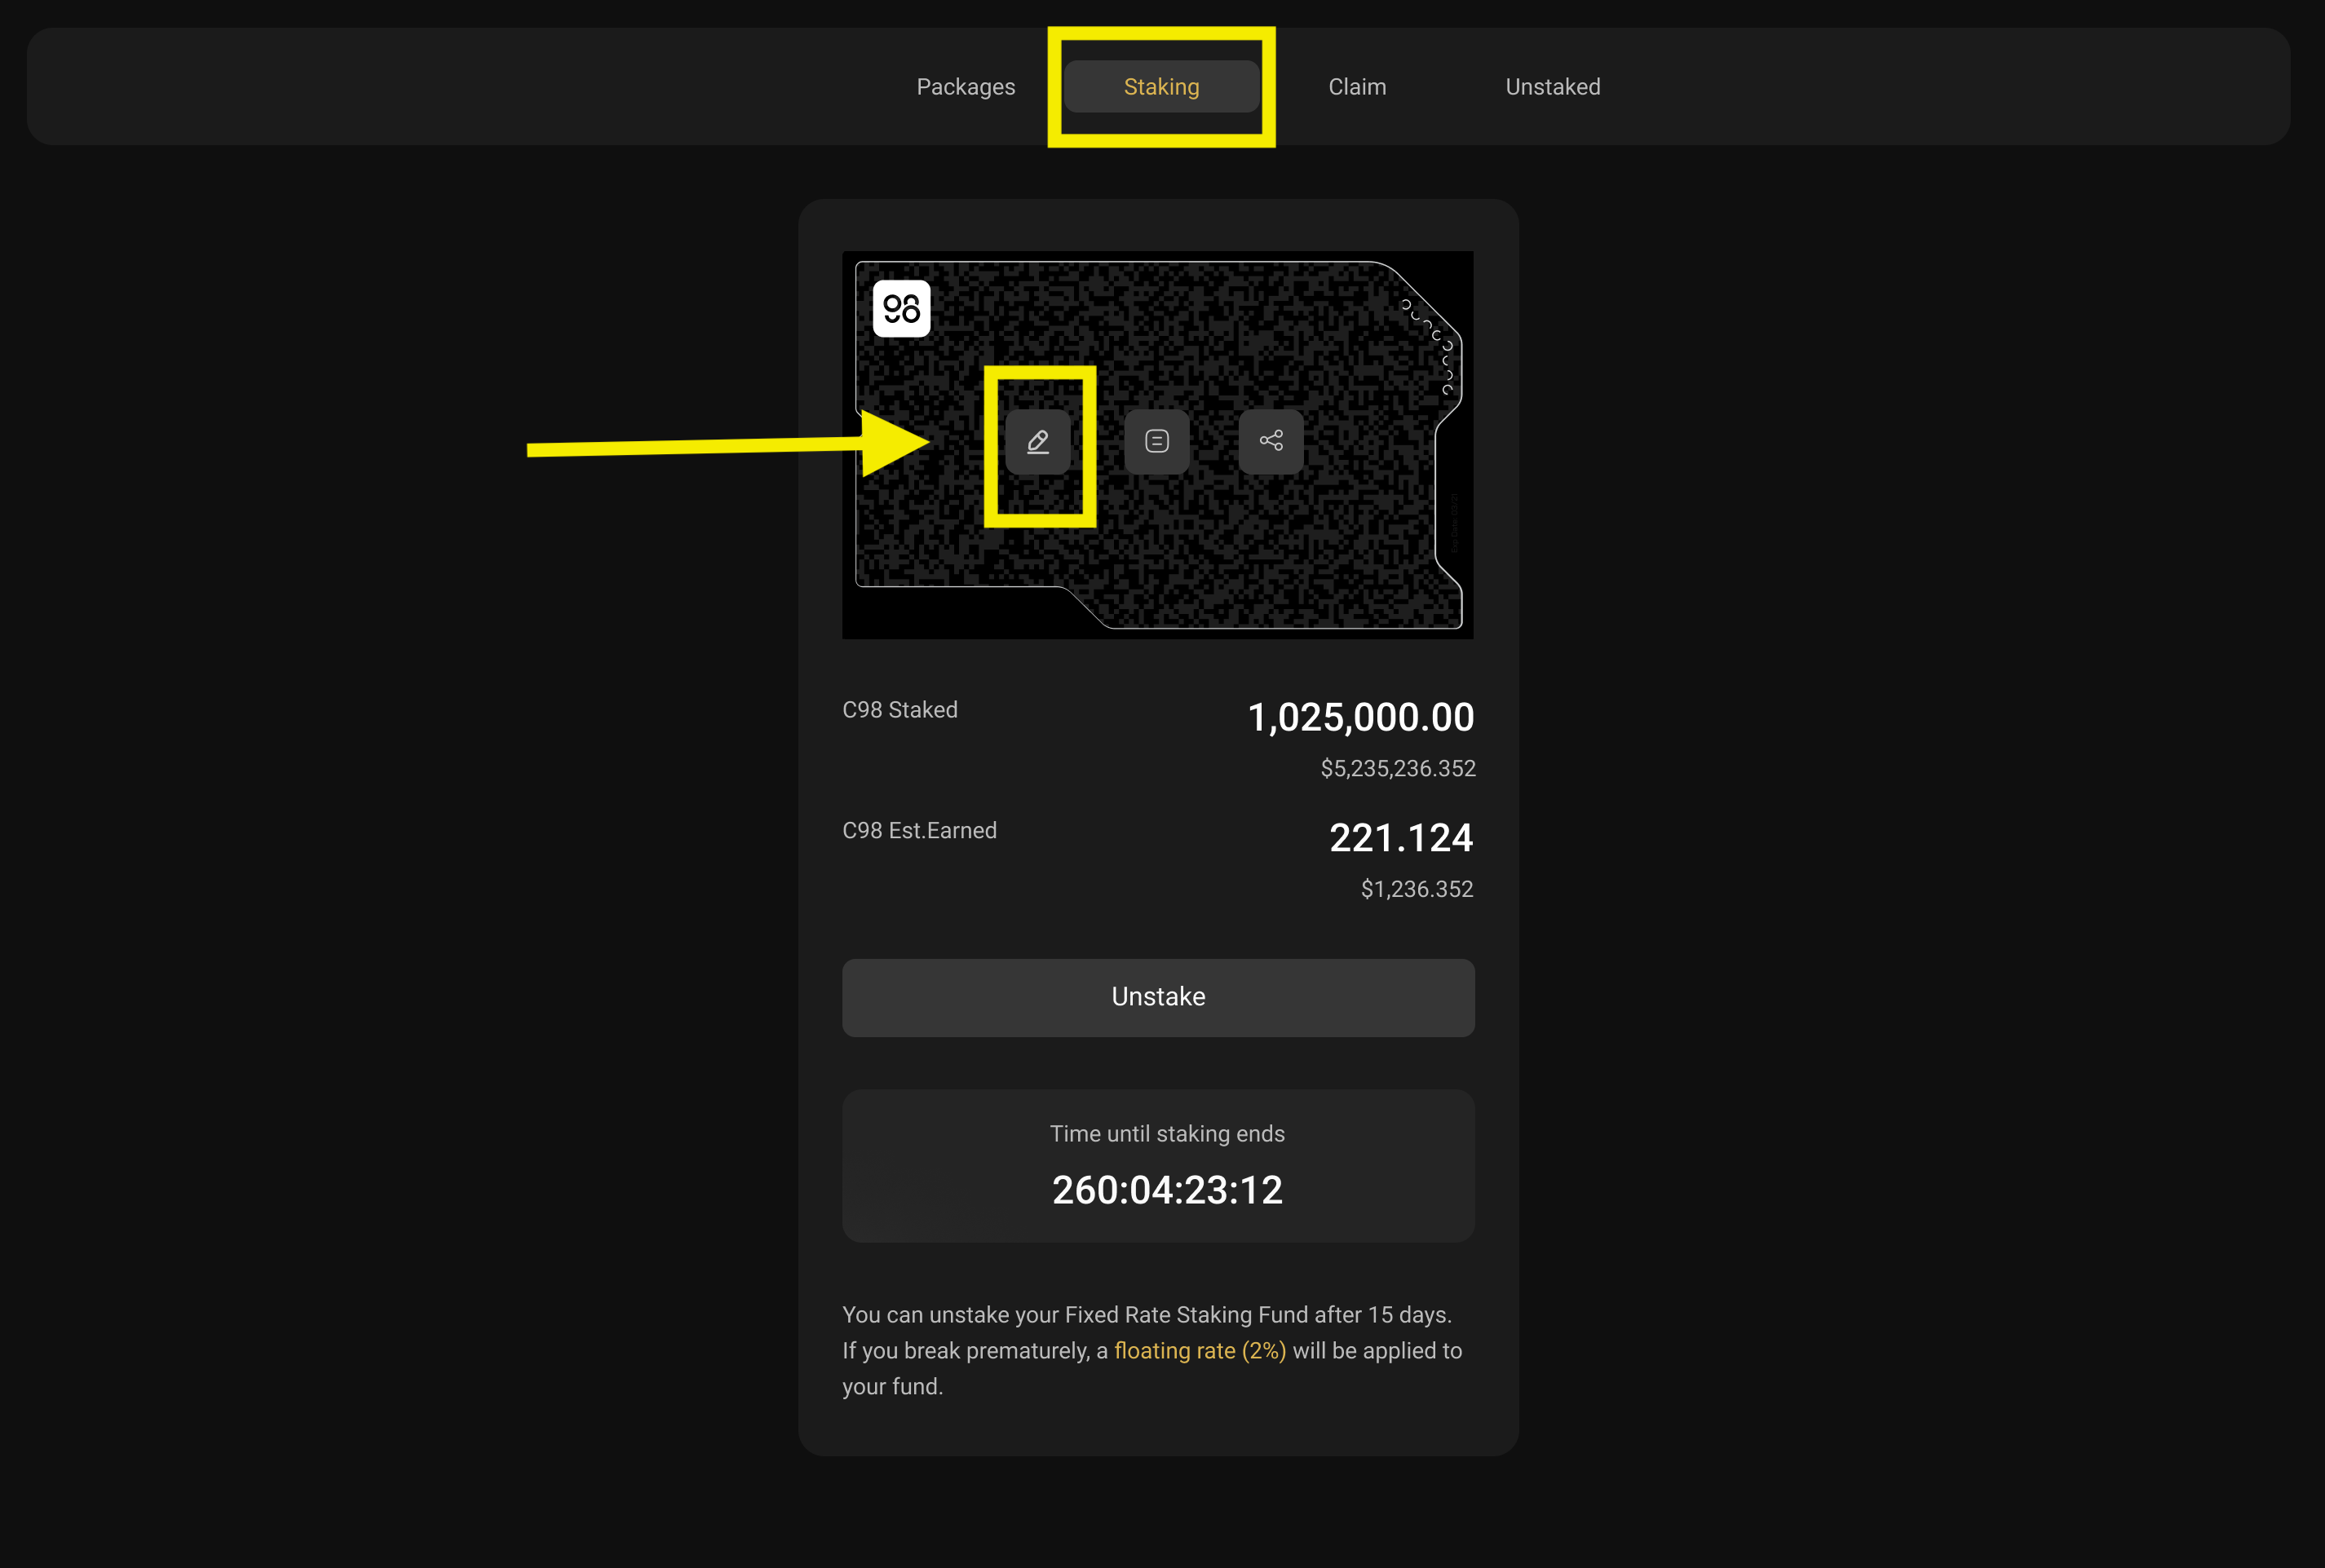 Packages
Staking
Claim
Unstaked
98
C98 Staked
1,025,000.00
$5,235,236.352
C98 Est.Earned
221.124
$1,236.352
Unstake
Time until staking ends
260:04:23:12
You can unstake your Fixed Rate Staking Fund after 15 days.
If you break prematurely, a floating rate (2%) will be applied to
your fund.